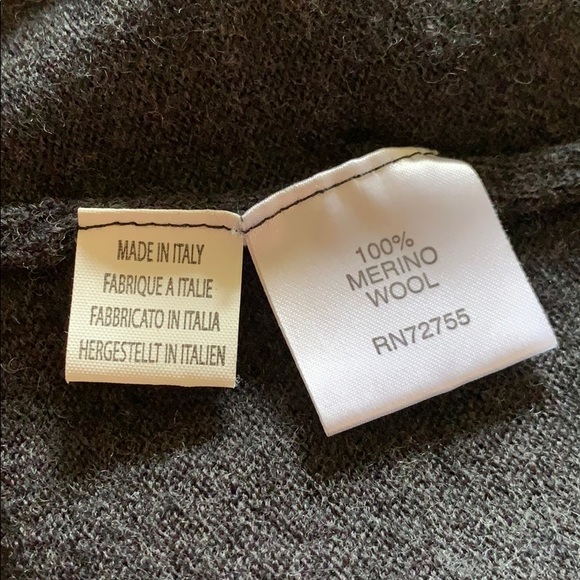 MADE IN ITALY
FABRIQUE A ITALIE
FABBRICATO IN ITALIA
HERGESTELLT IN ITALIEN
100%
MERINO
WOOL
RN72755